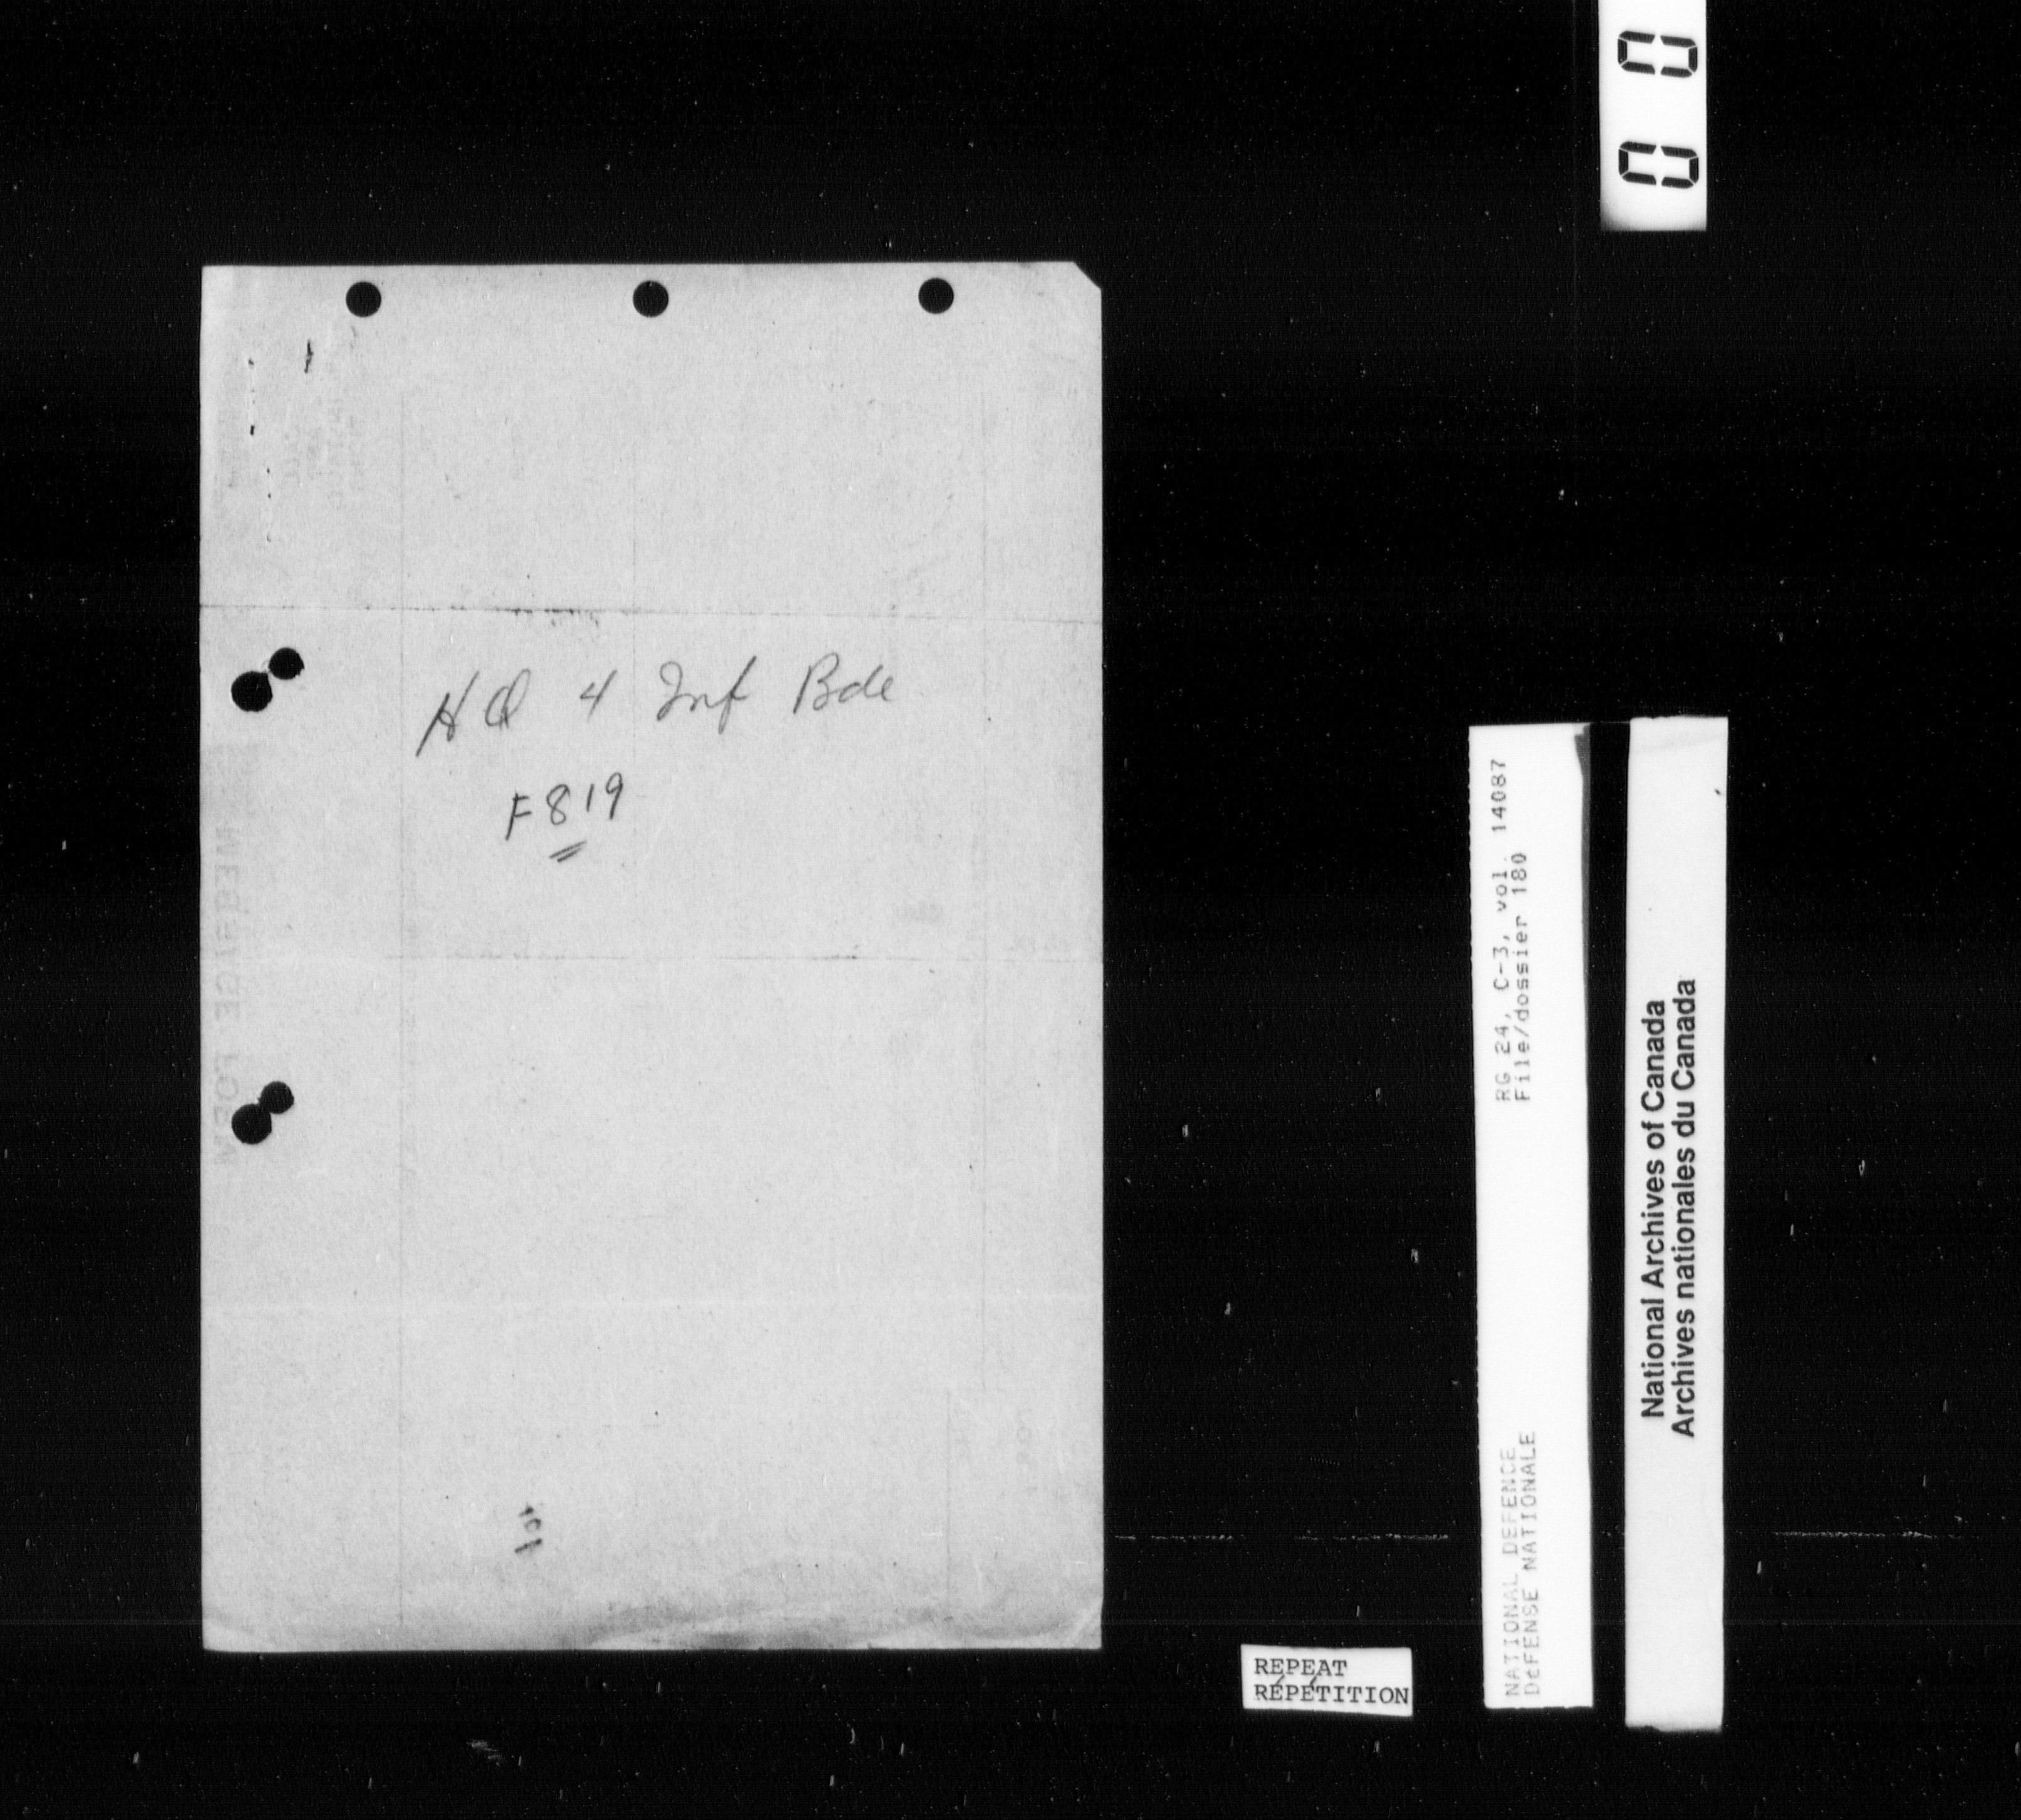 HQ 4 Inf Bde
F819
REPEAT
RÉPÉTITION
RG 24, C-3, vol. 14087
File/dossier 180
NATIONAL DEFENCE
DéFENSE NATIONALE
National Archives of Canada
Archives nationales du Canada
00